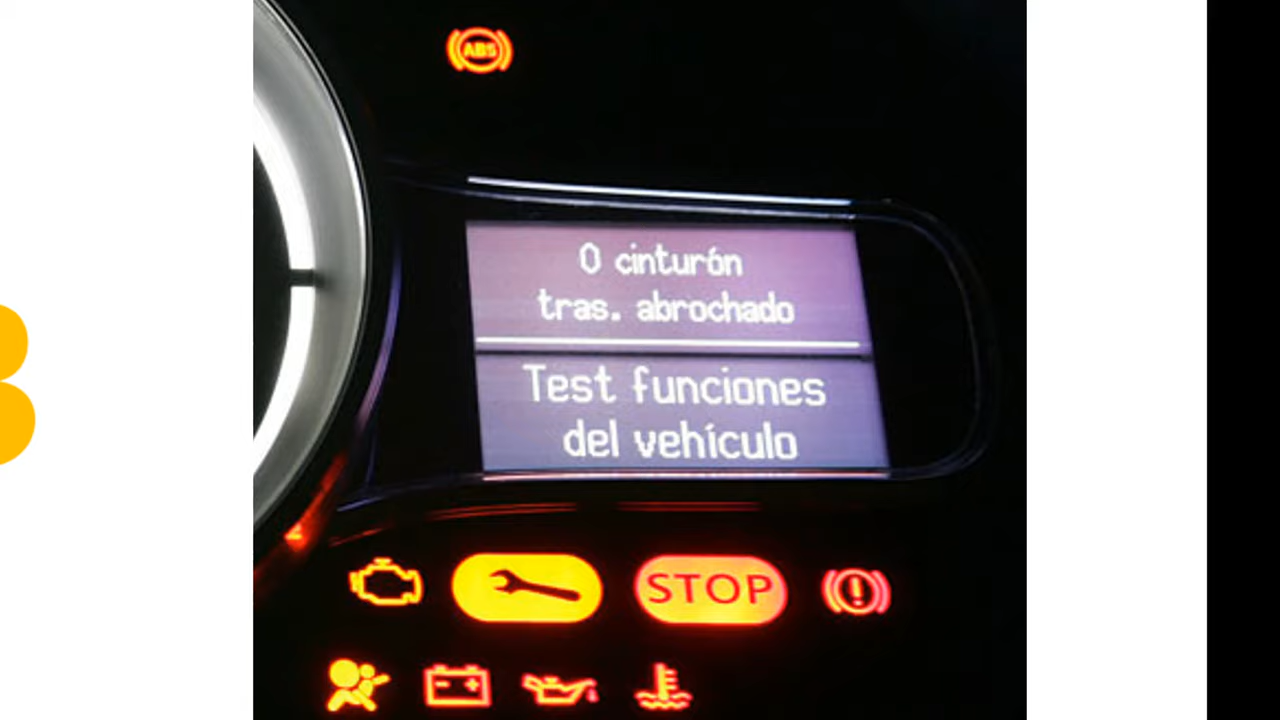 ABS
0 cinturón
tras. abrochado
Test funciones
del vehículo
STOP